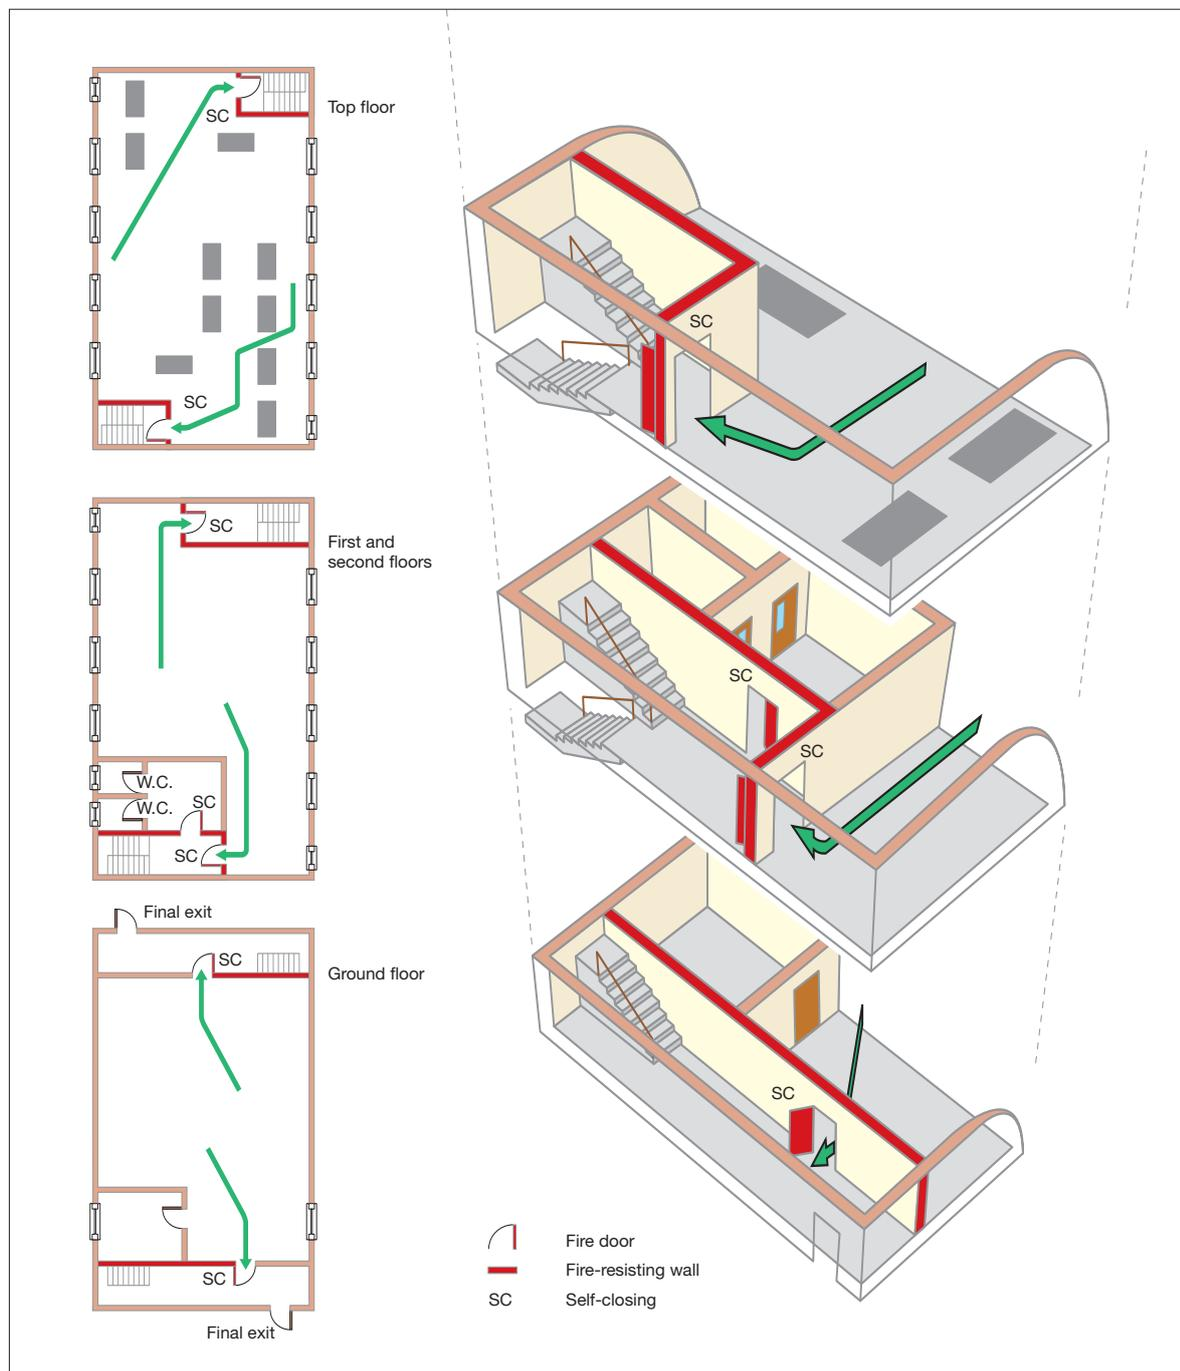 Top floor
SC
SC
First and
second floors
SC
W.C.
W.C.
SC
SC
Final exit
SC
Ground floor
SC
Final exit
SC
SC
SC
SC
Fire door
Fire-resisting wall
SC
Self-closing